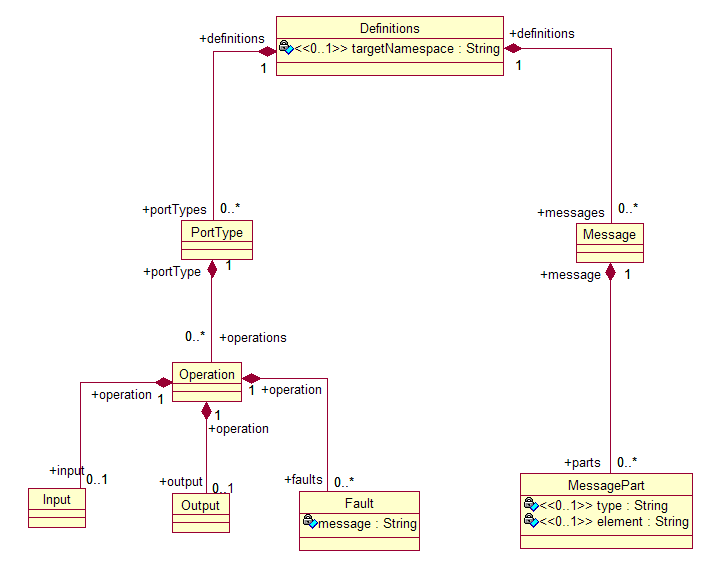 Definitions
<<0..1>> targetNamespace : String
+definitions
1
+definitions
1
+portTypes
0..*
+messages
0..*
PortType
Message
+portType
1
+message
1
0..*
+operations
Operation
+operation
1
1
+operation
1
+operation
+input
0..1
+output
0..1
+faults
0..*
+parts
0..*
Input
Output
Fault
message : String
MessagePart
<<0..1>> type : String
<<0..1>> element : String